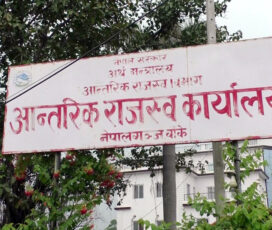 नेपाल सरकार
अर्थ मन्त्रालय
आन्तरिक राजस्व विभाग
आन्तरिक राजस्व कार्यालय
नेपालगञ्ज बाँके